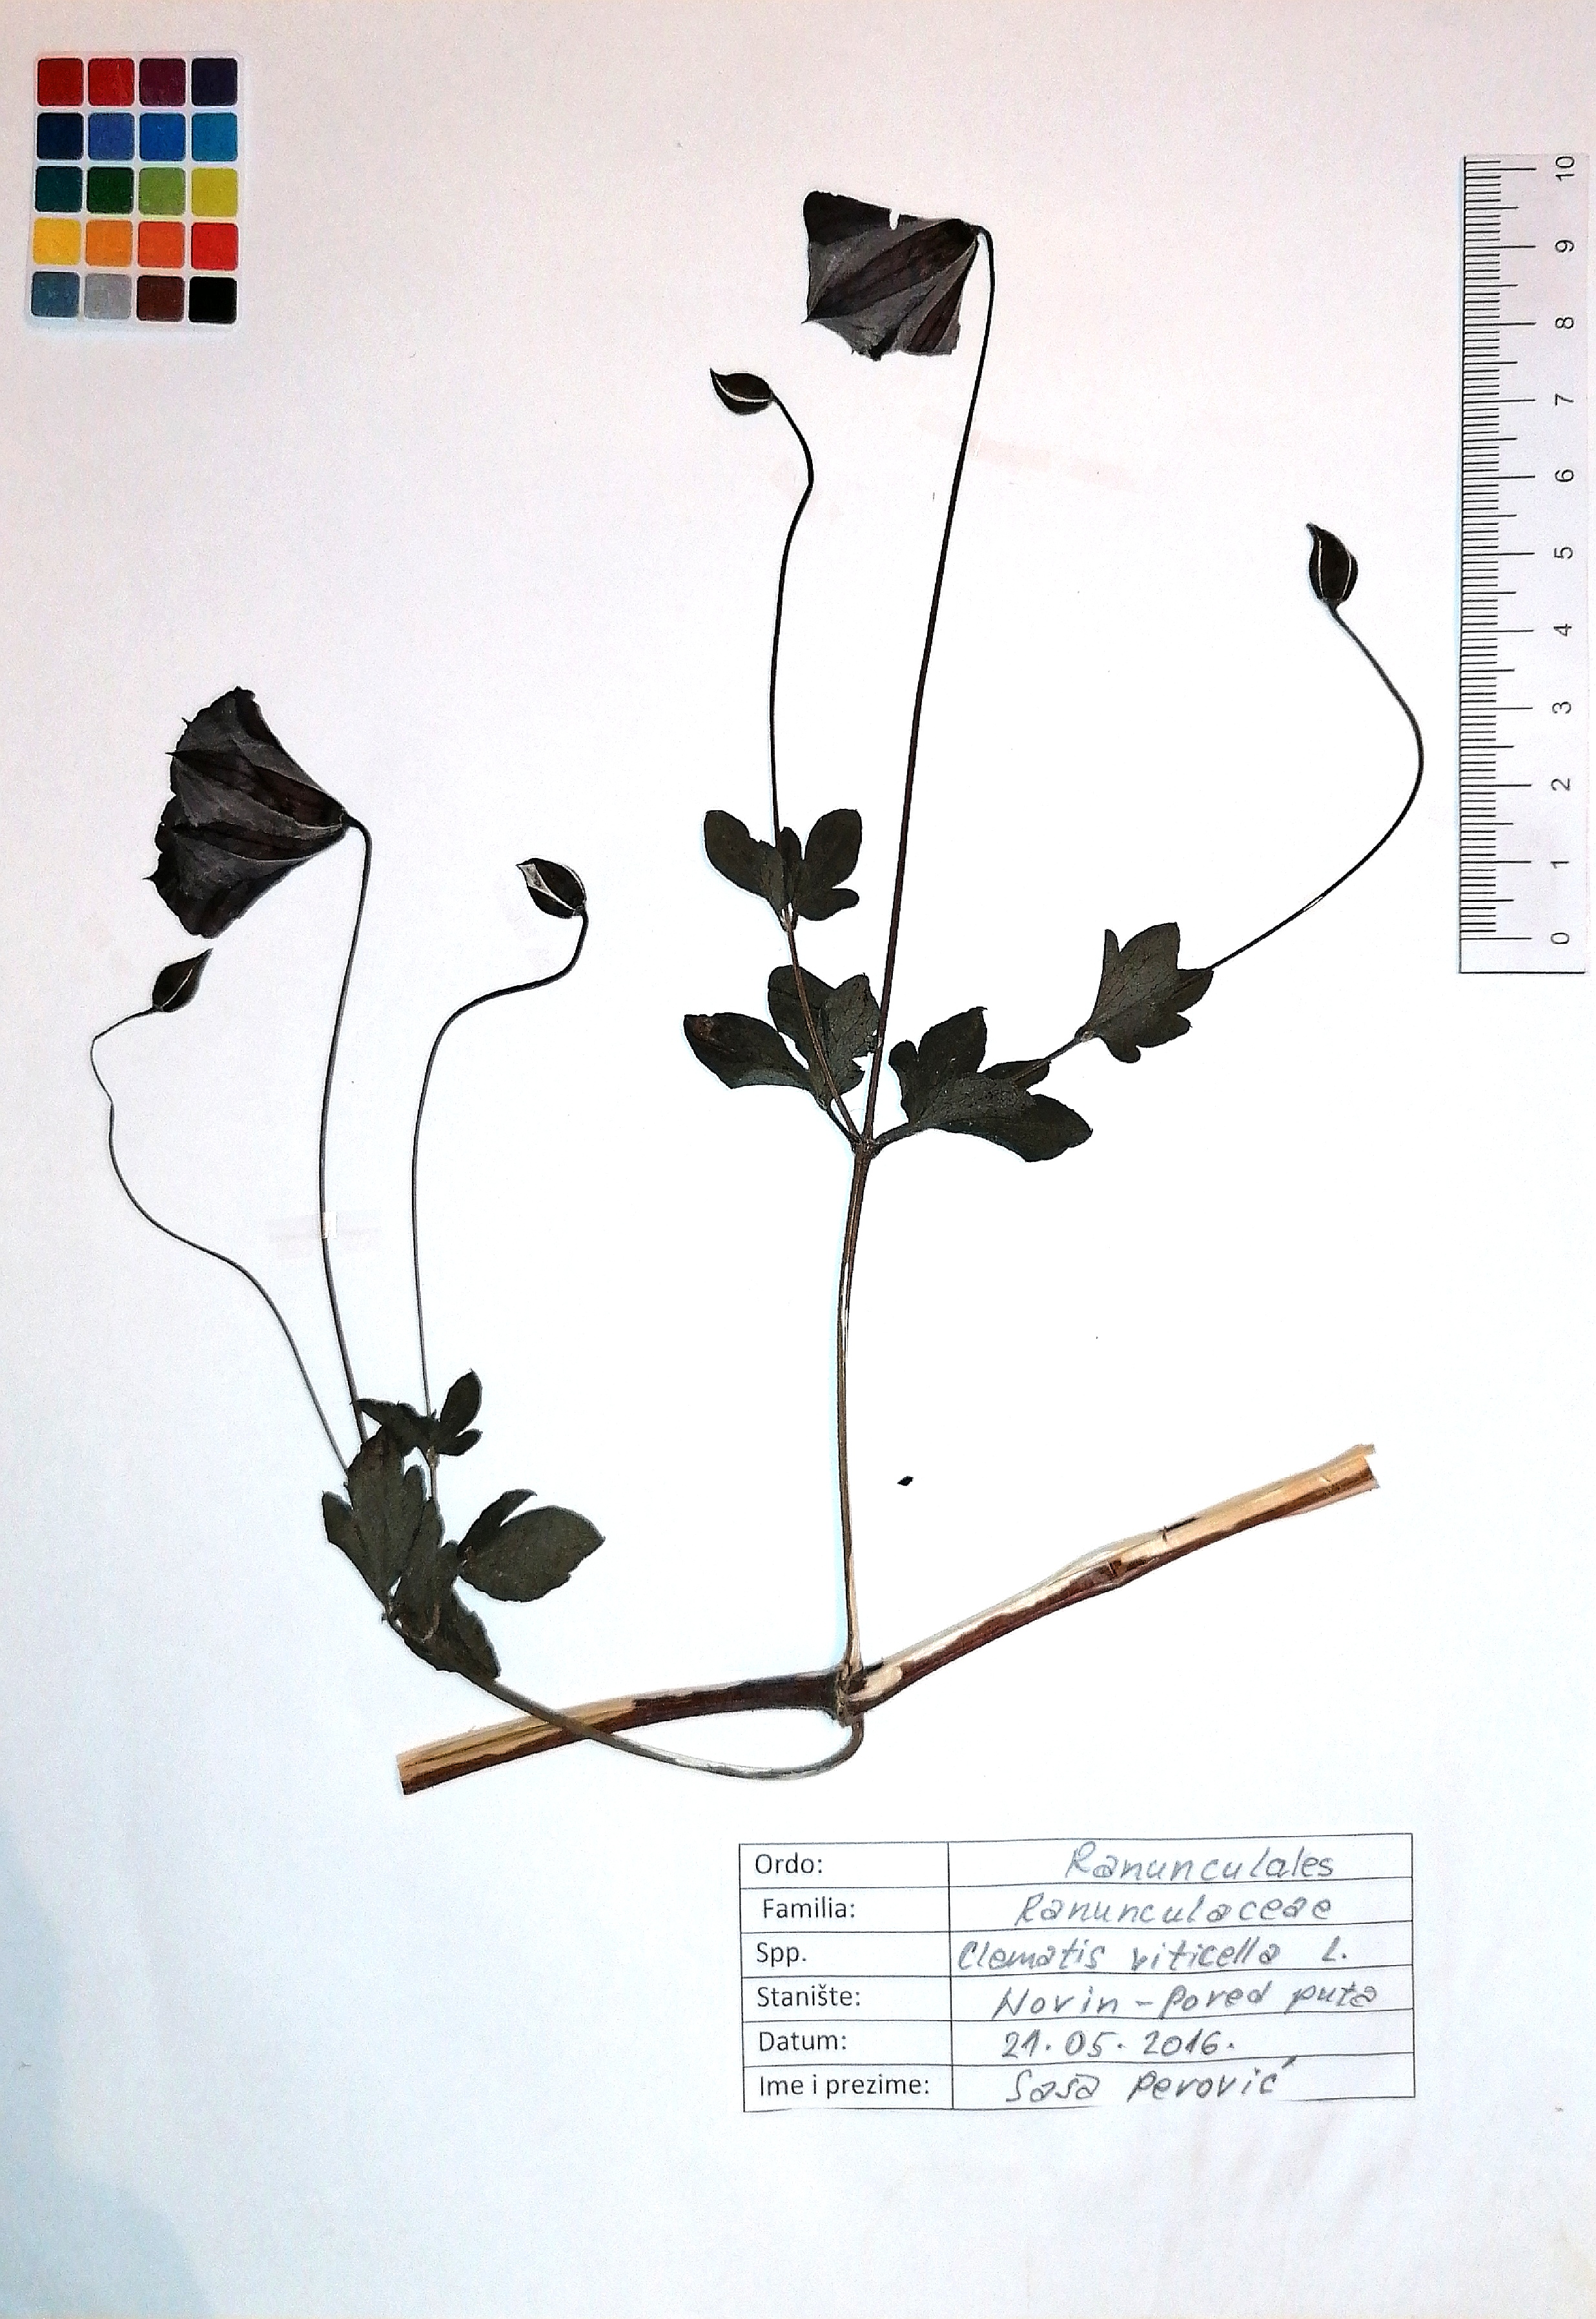 10
9
8
7
6
5
4
3
2
1
0
Ordo: Ranunculales
Familia: Ranunculaceae
Spp. Clematis viticella L.
Stanište: Norin - Pored puta
Datum: 21.05.2016.
Ime i prezime: Saša Perović